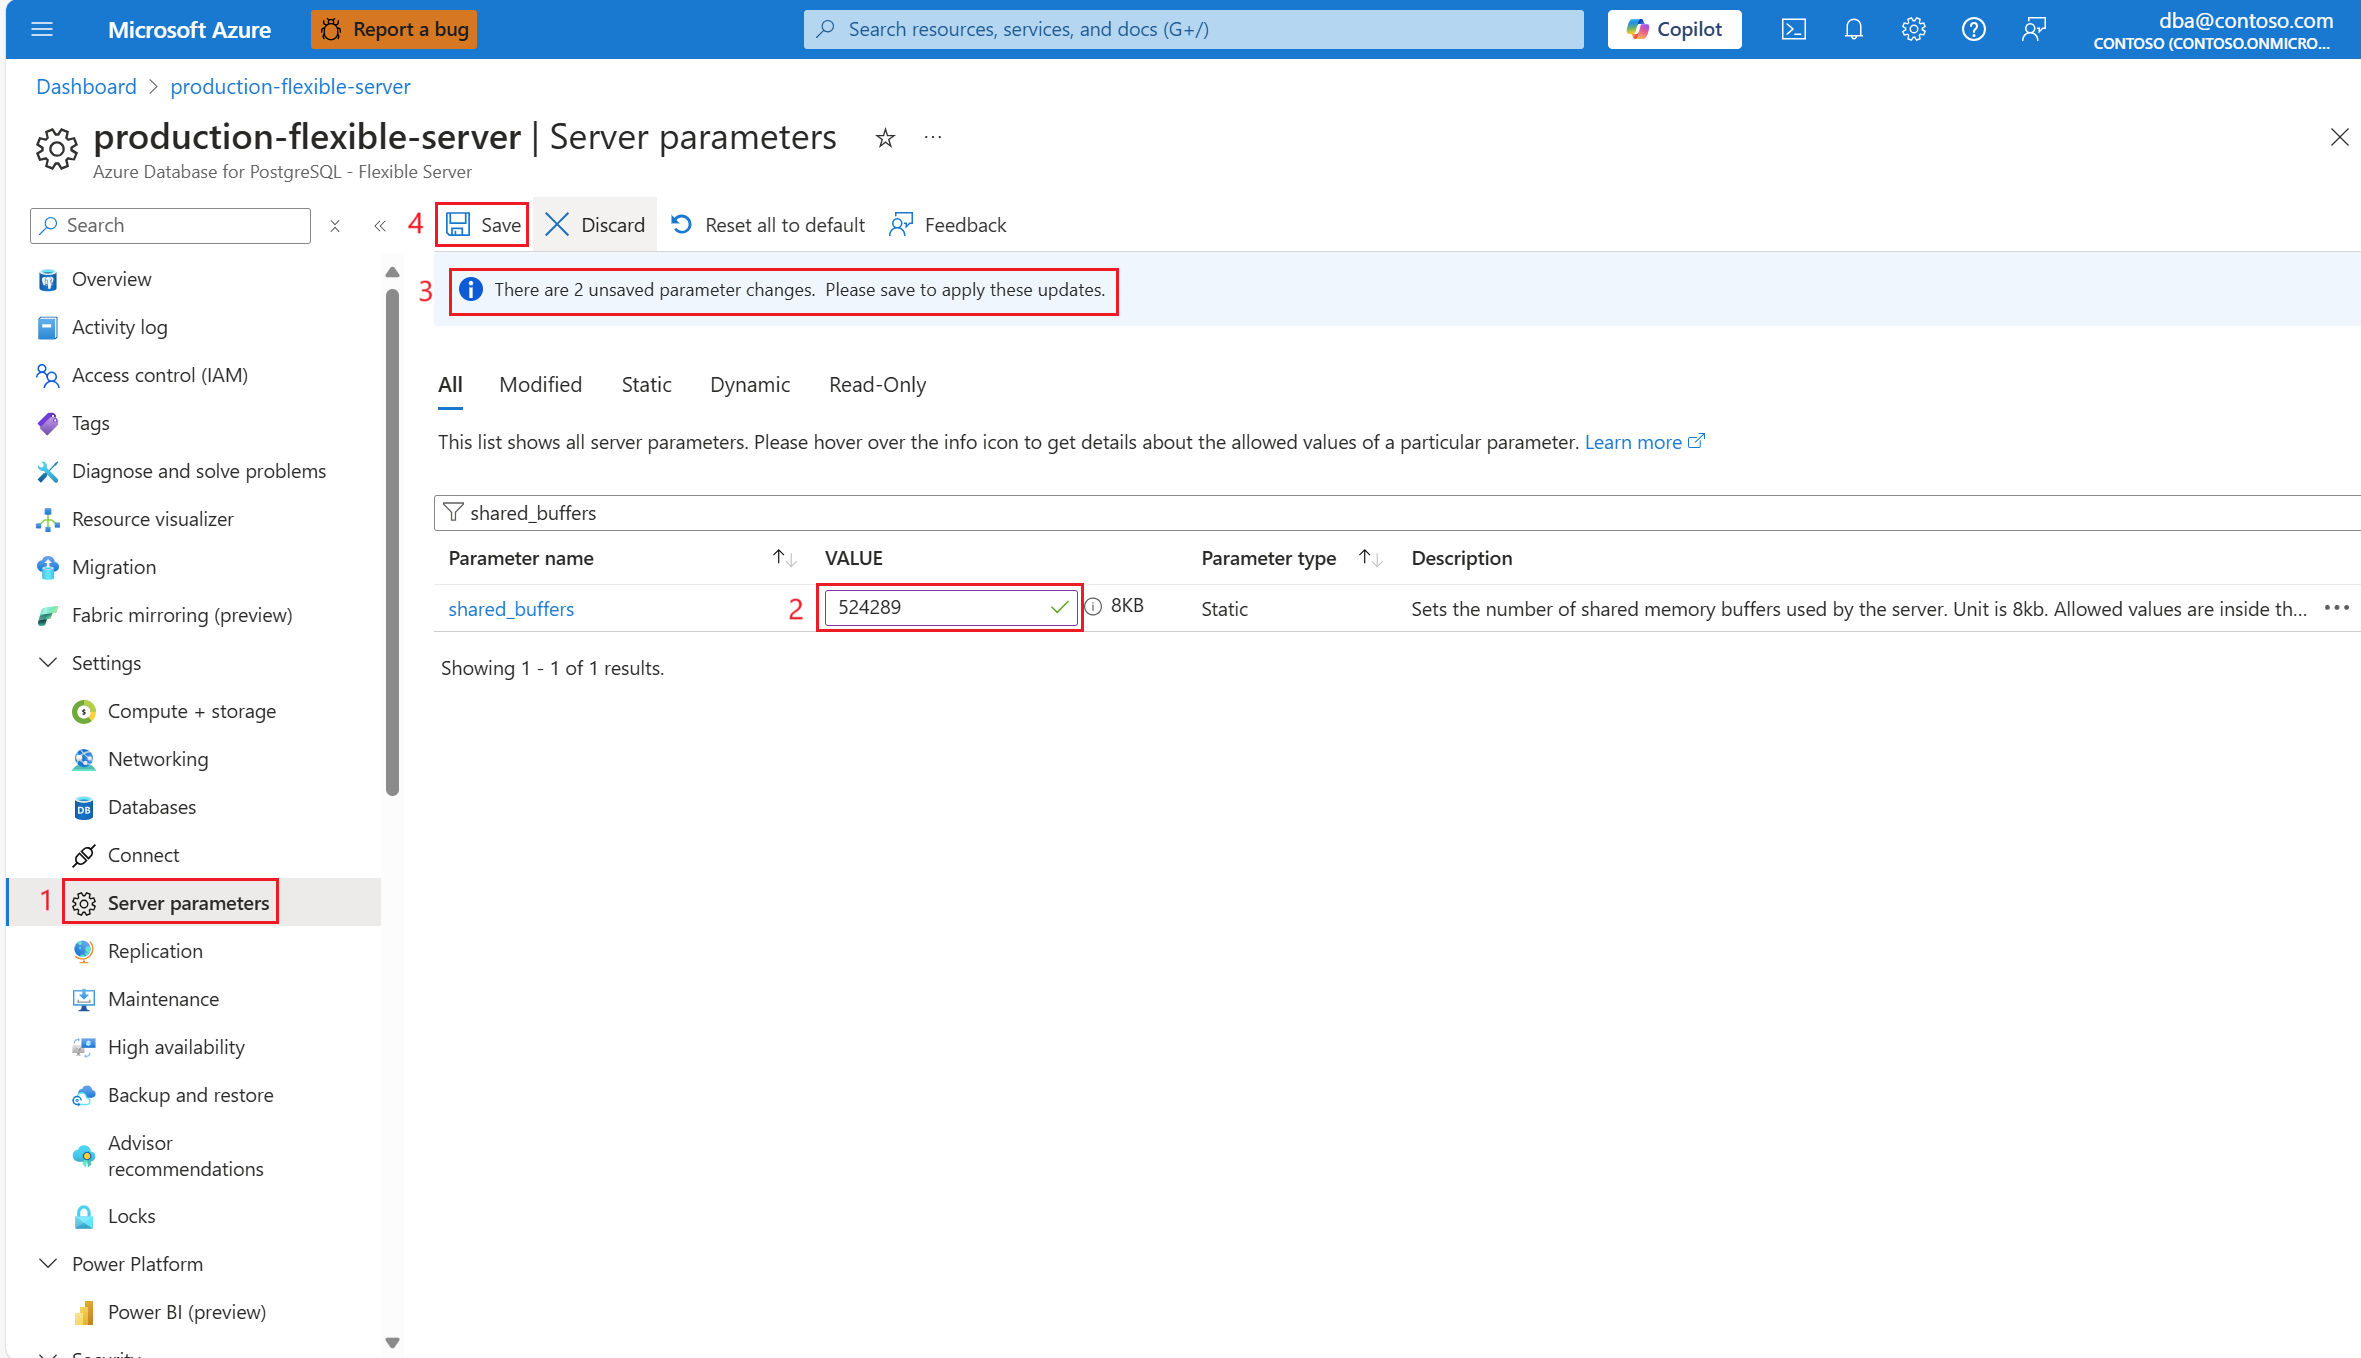 Microsoft Azure
Report a bug
Search resources, services, and docs (G+/)
Copilot
dba@contoso.com
CONTOSO (CONTOSO.ONMICRO...
Dashboard > production-flexible-server
production-flexible-server | Server parameters
Azure Database for PostgreSQL - Flexible Server
Search
4
Save
Discard
Reset all to default
Feedback
3
There are 2 unsaved parameter changes. Please save to apply these updates.
Overview
Activity log
Access control (IAM)
Tags
Diagnose and solve problems
Resource visualizer
Migration
Fabric mirroring (preview)
Settings
Compute + storage
Networking
Databases
Connect
1
Server parameters
Replication
Maintenance
High availability
Backup and restore
Advisor
recommendations
Locks
Power Platform
Power BI (preview)
All
Modified
Static
Dynamic
Read-Only
This list shows all server parameters. Please hover over the info icon to get details about the allowed values of a particular parameter. Learn more
shared_buffers
Parameter name
VALUE
Parameter type
Description
shared_buffers
2
524289
8KB
Static
Sets the number of shared memory buffers used by the server. Unit is 8kb. Allowed values are inside th...
Showing 1 - 1 of 1 results.